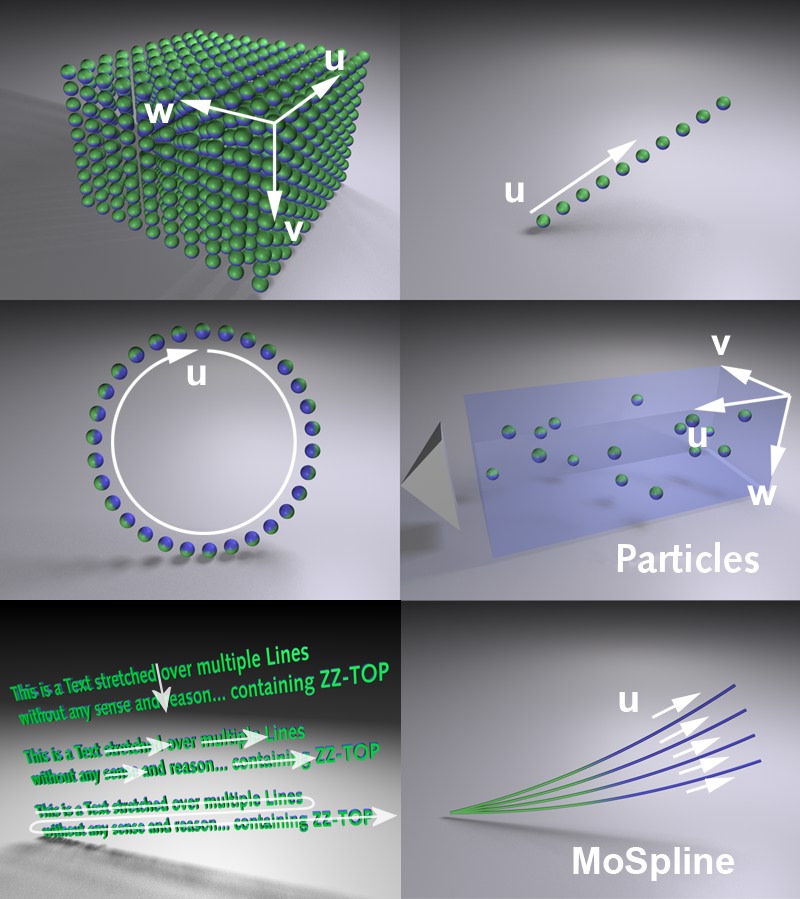 u
w
v
u
u
v
u
w
Particles
This is a Text stretched over multiple Lines
without any sense and reason... containing ZZ-TOP
This is a Text stretched over multiple Lines
without any sense and reason... containing ZZ-TOP
This is a Text stretched over multiple Lines
without any sense and reason... containing ZZ-TOP
u
MoSpline